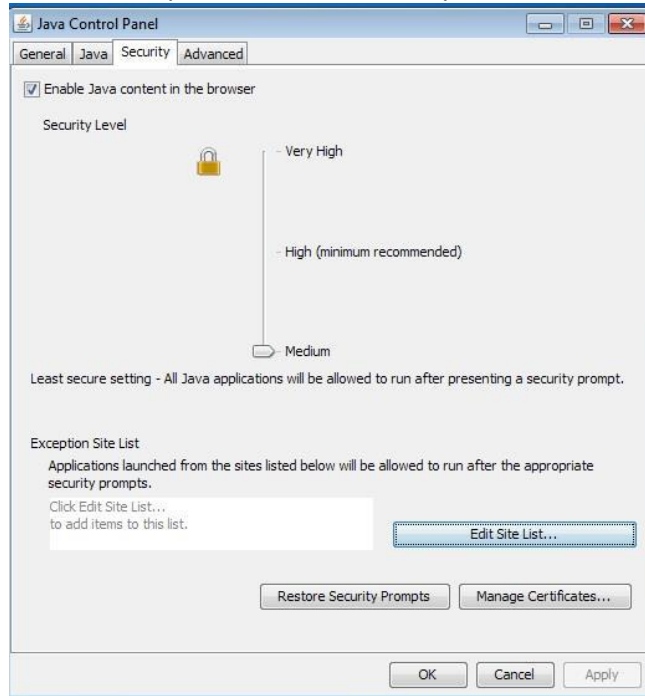 Java Control Panel
General Java Security Advanced
Enable Java content in the browser
Security Level
- Very High
- High (minimum recommended)
- Medium
Least secure setting - All Java applications will be allowed to run after presenting a security prompt.
Exception Site List
Applications launched from the sites listed below will be allowed to run after the appropriate
security prompts.
Click Edit Site List...
to add items to this list.
Edit Site List...
Restore Security Prompts Manage Certificates...
OK Cancel Apply